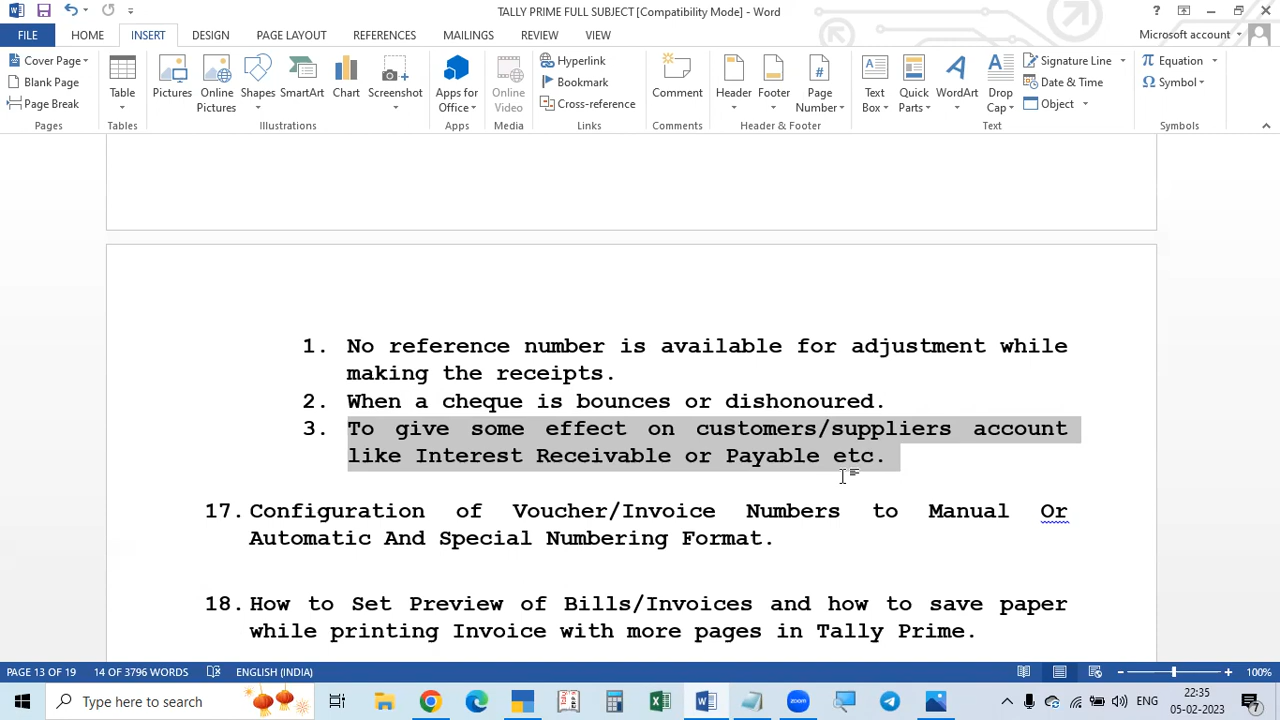 TALLY PRIME FULL SUBJECT [Compatibility Mode] - Word
FILE HOME INSERT DESIGN PAGE LAYOUT REFERENCES MAILINGS REVIEW VIEW Microsoft account
Cover Page
Blank Page
Page Break
Pages
Table
Tables
Pictures
Online Pictures
Shapes
SmartArt
Chart
Screenshot
Illustrations
Apps for Office
Apps
Online Video
Media
Hyperlink
Bookmark
Cross-reference
Links
Comment
Comments
Header
Footer
Page Number
Header & Footer
Text Box
Quick Parts
WordArt
Drop Cap
Signature Line
Date & Time
Object
Text
Equation
Symbol
Symbols
1. No reference number is available for adjustment while
making the receipts.
2. When a cheque is bounces or dishonoured.
3. To give some effect on customers/suppliers account
like Interest Receivable or Payable etc.
17. Configuration of Voucher/Invoice Numbers to Manual Or
Automatic And Special Numbering Format.
18. How to Set Preview of Bills/Invoices and how to save paper
while printing Invoice with more pages in Tally Prime.
PAGE 13 OF 19 14 OF 3796 WORDS ENGLISH (INDIA) 100%
Type here to search
zoom
ENG
22:35
05-02-2023
7